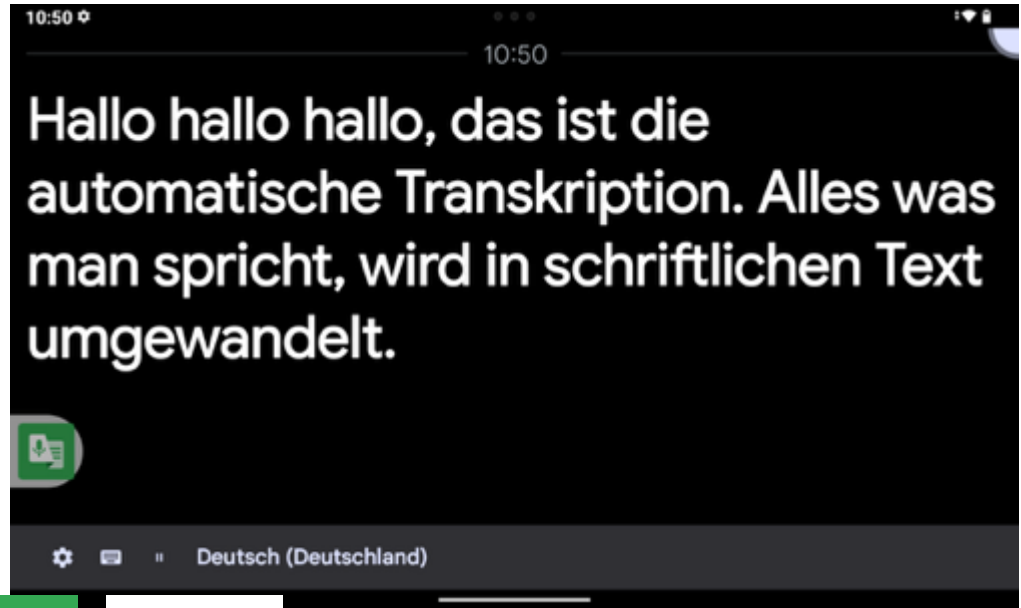 10:50
10:50
Hallo hallo hallo, das ist die
automatische Transkription. Alles was
man spricht, wird in schriftlichen Text
umgewandelt.
Deutsch (Deutschland)